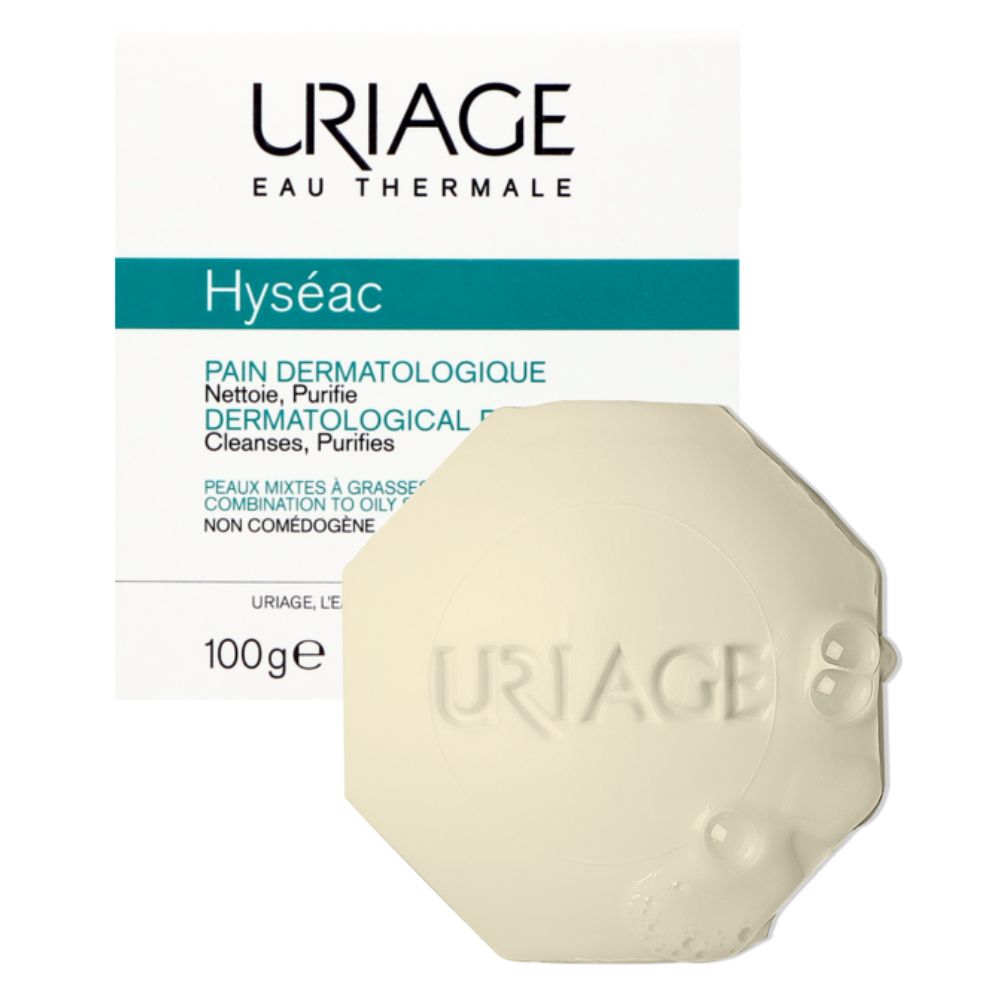 URIAGE
EAU THERMALE
Hyséac
PAIN DERMATOLOGIQUE
Nettoie, Purifie
DERMATOLOGICAL
Cleanses, Purifies
PEAUX MIXTES À GRASSES
COMBINATION TO OILY
NON COMÉDOGÈNE
URIAGE,
100g℮
URIAGE